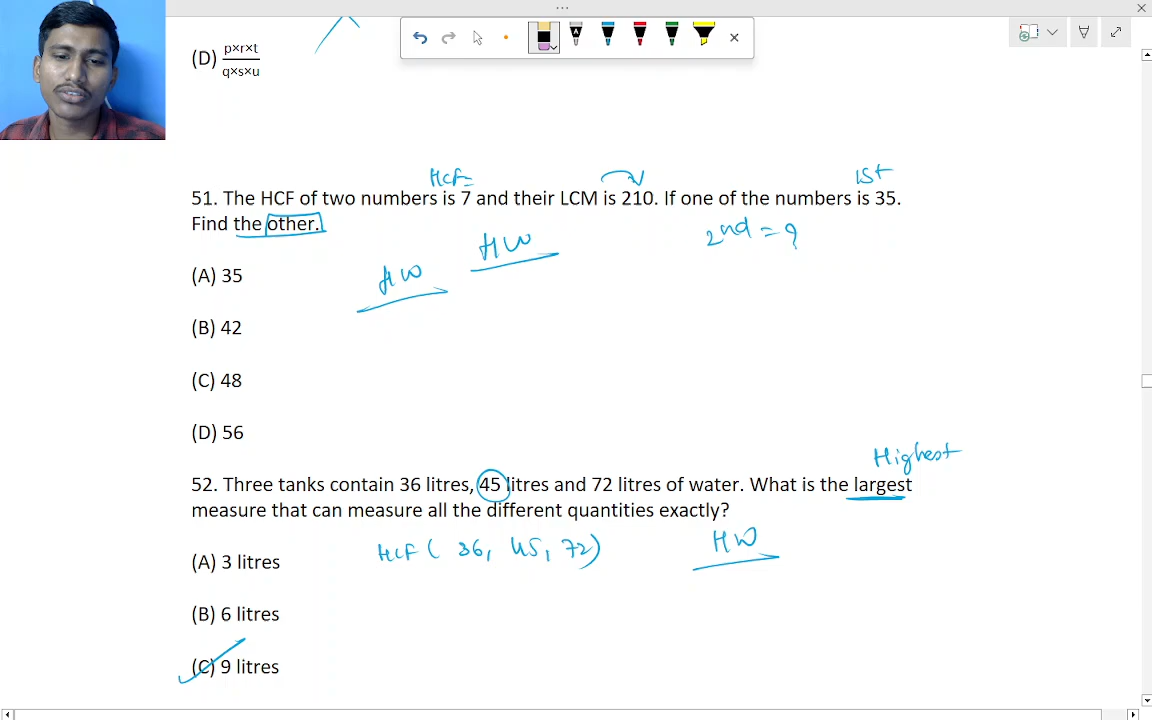 (D) p×r×t
q×s×u
HCF= 1st
51. The HCF of two numbers is 7 and their LCM is 210. If one of the numbers is 35.
Find the other.
2nd = ?
HW
HW
(A) 35
(B) 42
(C) 48
(D) 56
Highest
52. Three tanks contain 36 litres, 45 litres and 72 litres of water. What is the largest
measure that can measure all the different quantities exactly?
HCF ( 36, 45, 72)
HW
(A) 3 litres
(B) 6 litres
(C) 9 litres